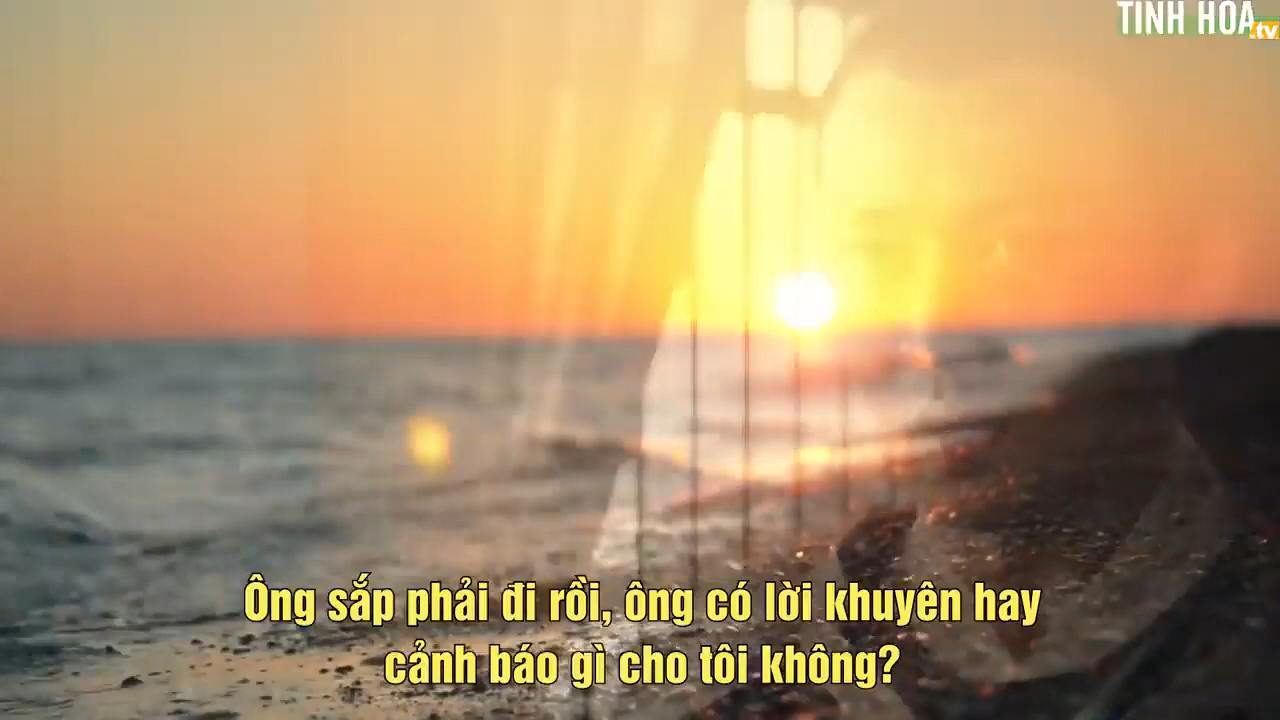 TINH HOA
.tv
Ông sắp phải đi rồi, ông có lời khuyên hay
cảnh báo gì cho tôi không?